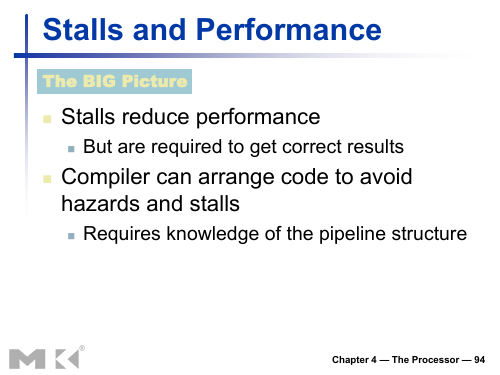 Stalls and Performance
The BIG Picture
Stalls reduce performance
But are required to get correct results
Compiler can arrange code to avoid
hazards and stalls
Requires knowledge of the pipeline structure
MK®
Chapter 4 — The Processor — 94